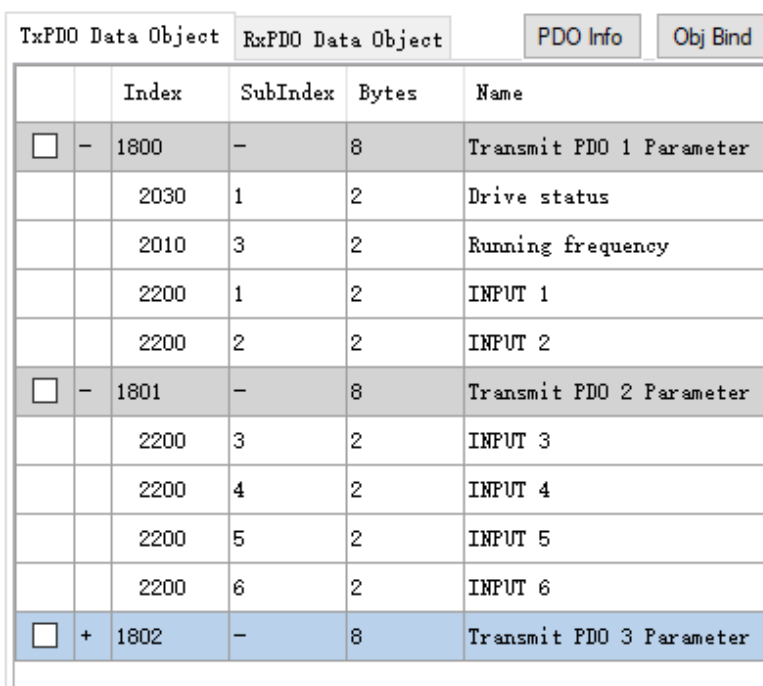 TxPDO Data Object RxPDO Data Object PDO Info Obj Bind
Index SubIndex Bytes Name
- 1800 - 8 Transmit PDO 1 Parameter
2030 1 2 Drive status
2010 3 2 Running frequency
2200 1 2 INPUT 1
2200 2 2 INPUT 2
- 1801 - 8 Transmit PDO 2 Parameter
2200 3 2 INPUT 3
2200 4 2 INPUT 4
2200 5 2 INPUT 5
2200 6 2 INPUT 6
+ 1802 - 8 Transmit PDO 3 Parameter